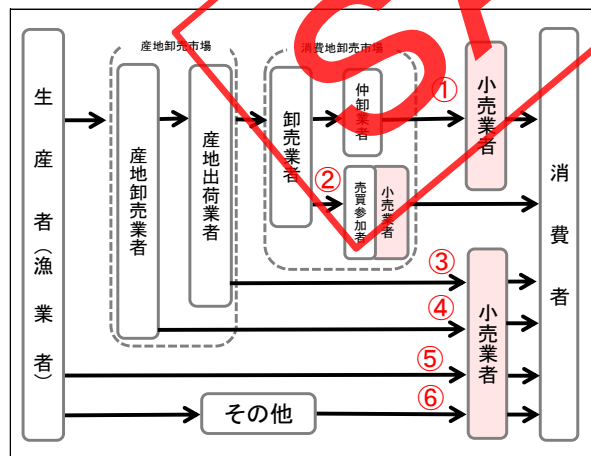 産地卸売市場
消費地卸売市場
生産者(漁業者)
産地卸売業者
産地出荷業者
卸売業者
仲卸業者
①
小売業者
消費者
②
売買参加者
小売業者
③
④
小売業者
⑤
⑥
その他